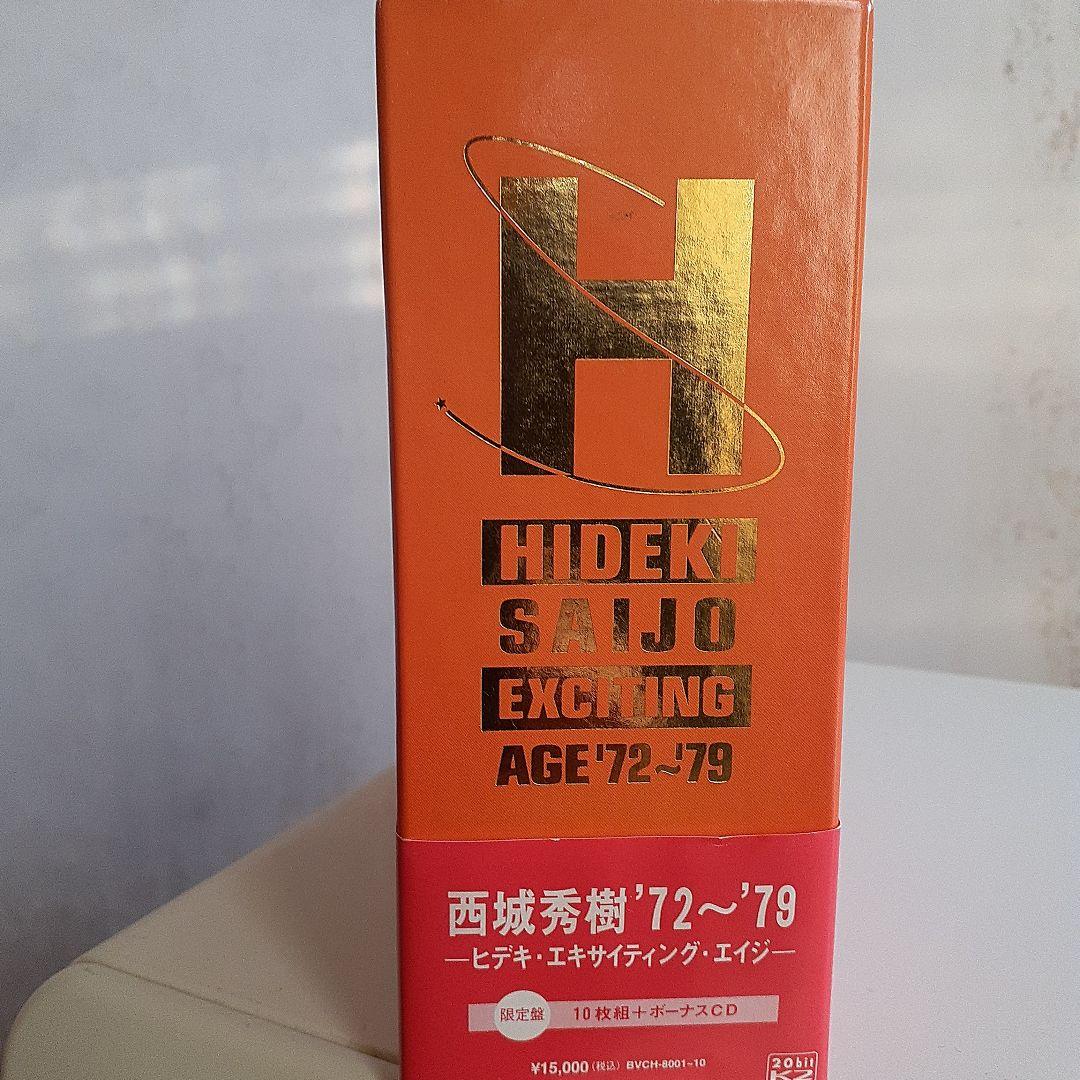 H
HIDEKI
SAIJO
EXCITING
AGE '72~'79
西城秀樹'72〜'79
―ヒデキ・エキサイティング・エイジ―
限定盤 10枚組+ボーナスCD
¥15,000(税込) BVCH-8001~10
20bit
K2